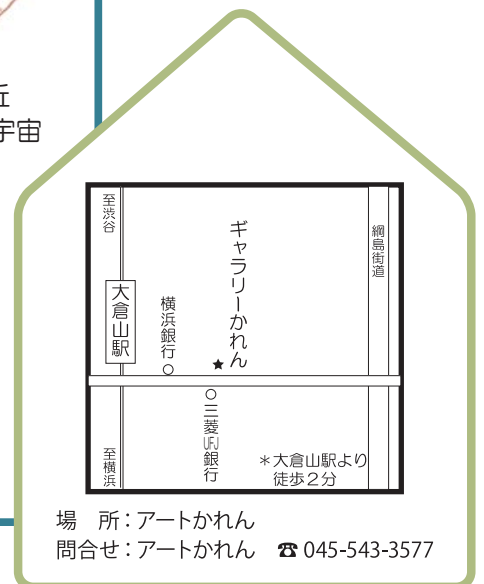 丘
宇宙
至渋谷
大倉山駅
横浜銀行
ギャラリーかれん
★
綱島街道
三菱UFJ銀行
至横浜
＊大倉山駅より
徒歩2分
場　所：アートかれん
問合せ：アートかれん　☎ 045-543-3577